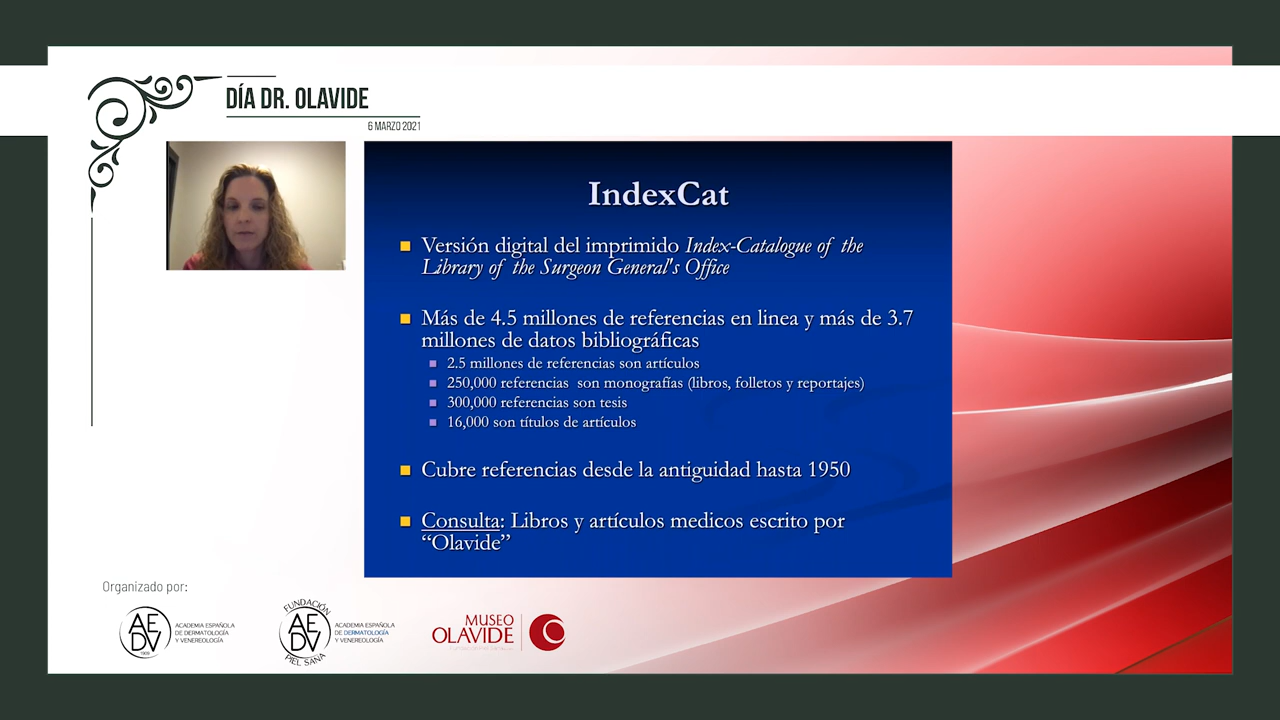 DÍA DR. OLAVIDE
6 MARZO 2021
IndexCat
Versión digital del imprimido Index-Catalogue of the
Library of the Surgeon General's Office
Más de 4.5 millones de referencias en linea y más de 3.7
millones de datos bibliográficas
2.5 millones de referencias son artículos
250,000 referencias son monografías (libros, folletos y reportajes)
300,000 referencias son tesis
16,000 son títulos de artículos
Cubre referencias desde la antiguidad hasta 1950
Consulta: Libros y artículos medicos escrito por
“Olavide”
Organizado por:
AE
DV
1909
ACADEMIA ESPAÑOLA
DE DERMATOLOGÍA
Y VENEREOLOGÍA
FUNDACIÓN
AE
DV
PIEL SANA
ACADEMIA ESPAÑOLA
DE DERMATOLOGÍA
Y VENEREOLOGÍA
MUSEO
OLAVIDE